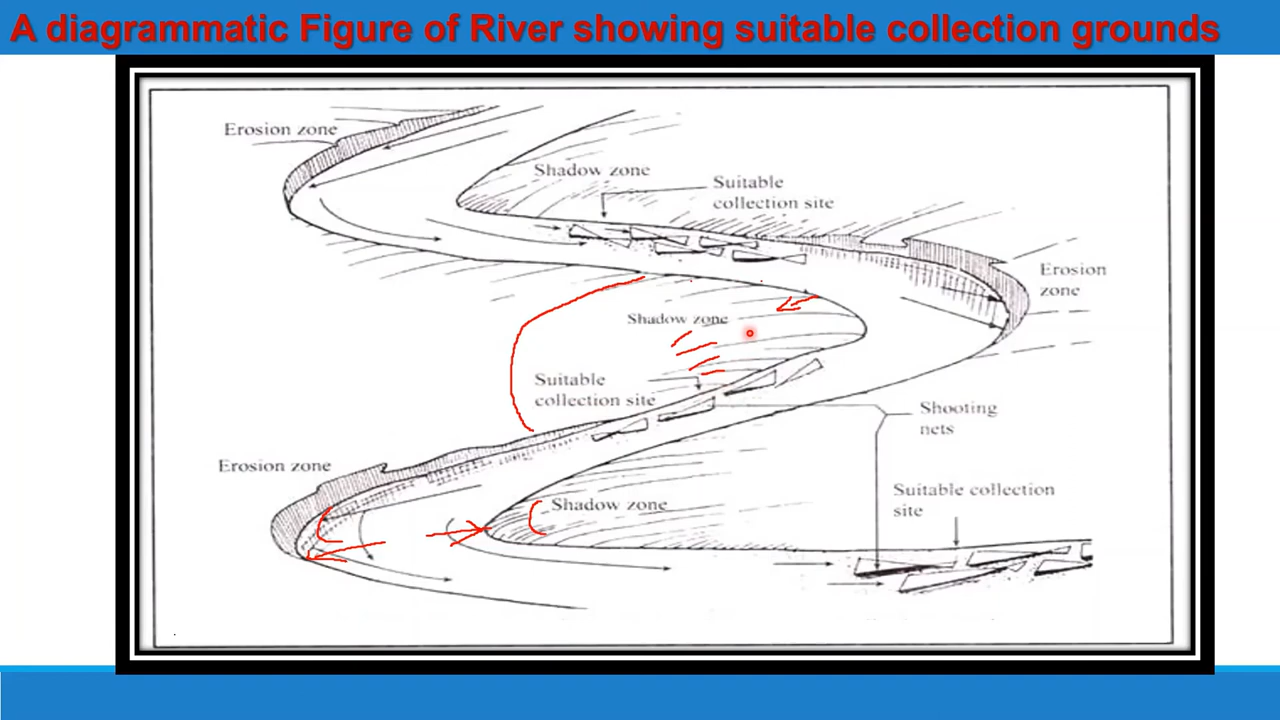 A diagrammatic Figure of River showing suitable collection grounds
Erosion zone
Shadow zone
Suitable
collection site
Erosion
zone
Shadow zone
Suitable
collection site
Shooting
nets
Erosion zone
Suitable collection
site
Shadow zone